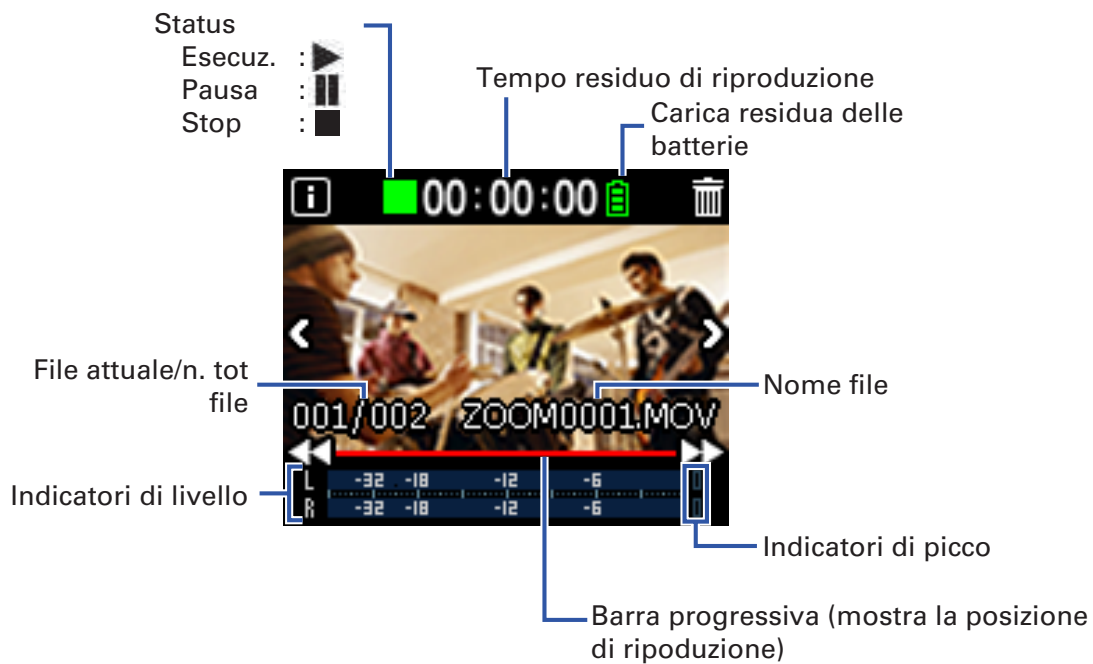 Status
Esecuz. :
Pausa :
Stop :
Tempo residuo di riproduzione
Carica residua delle
batterie
i 00:00:00
File attuale/n. tot
file
001/002 ZOOM0001.MOV
Nome file
Indicatori di livello
L -32 -18 -12 -6 0
R -32 -18 -12 -6 0
Indicatori di picco
Barra progressiva (mostra la posizione
di ripoduzione)